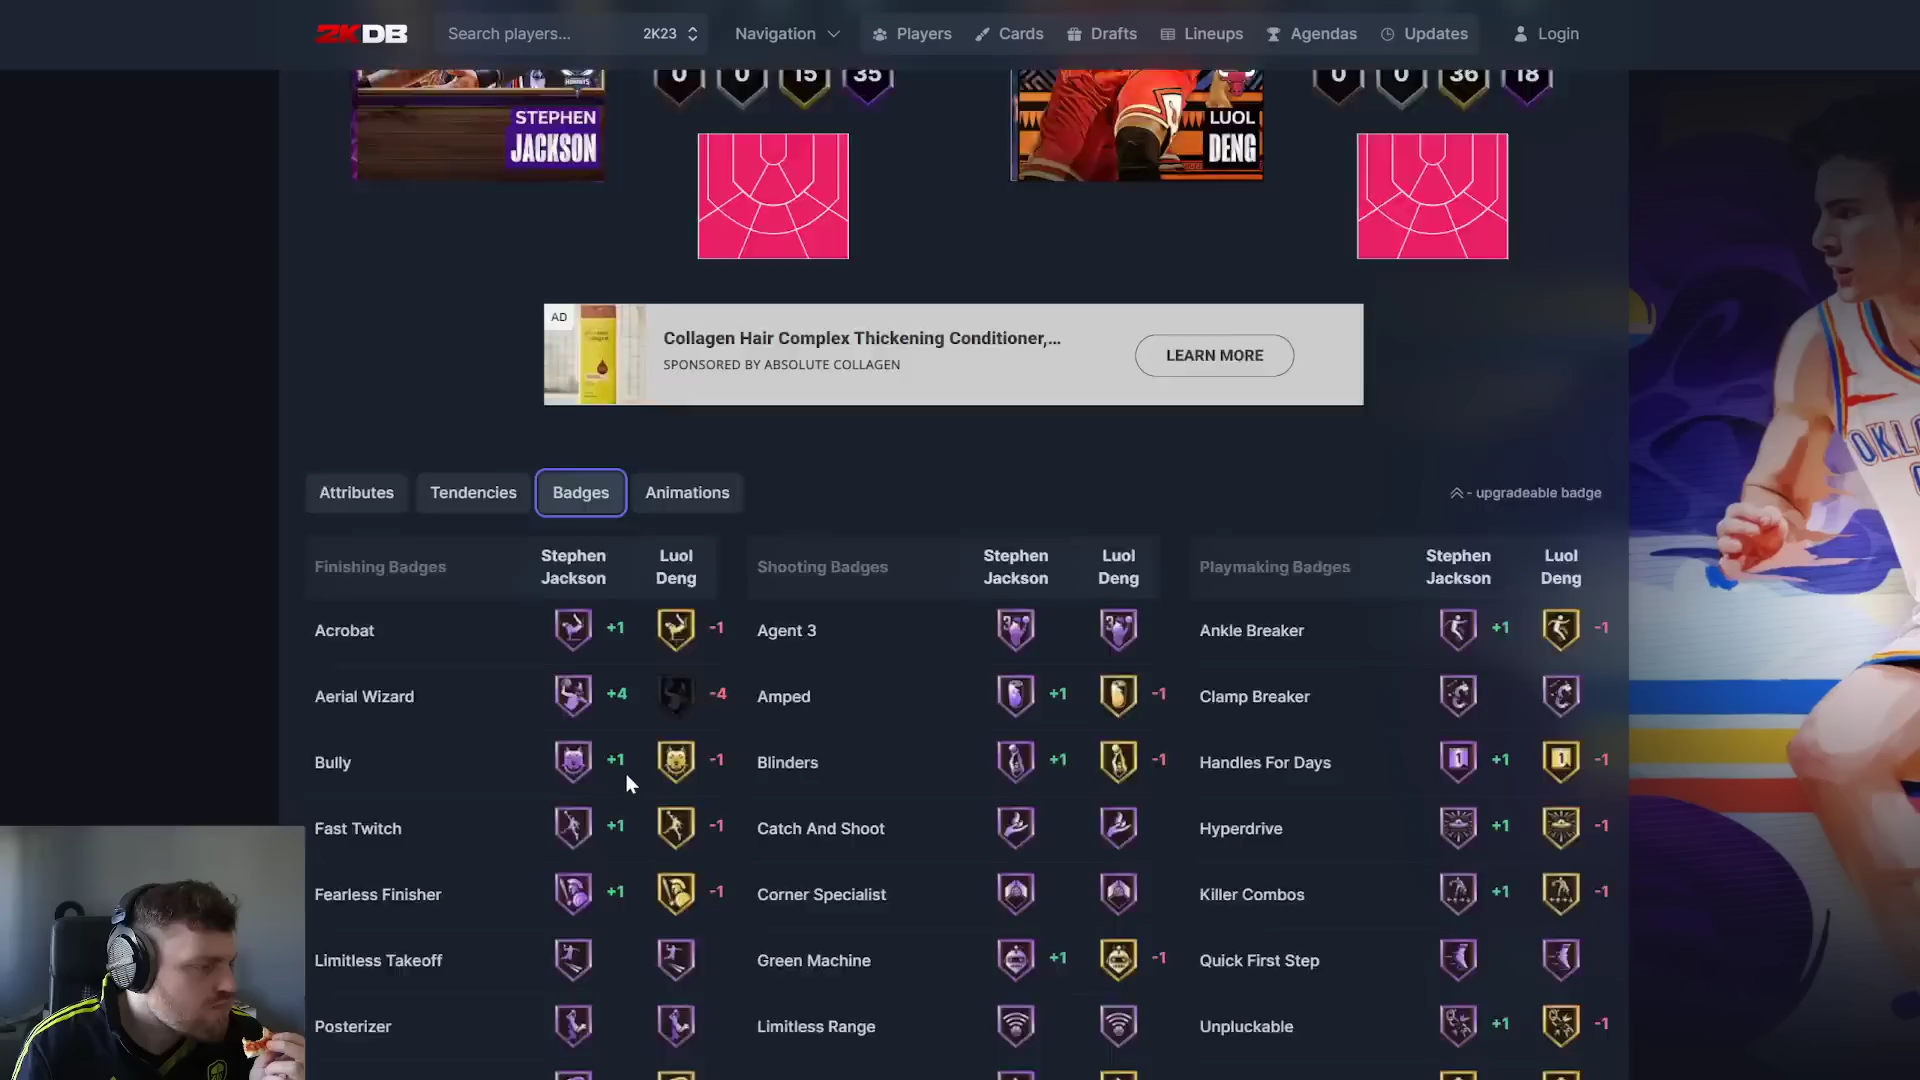 2KDB
Search players...
2K23
Navigation
Players
Cards
Drafts
Lineups
Agendas
Updates
Login
HORNETS
0
0
15
35
0
0
36
18
STEPHEN
JACKSON
LUOL
DENG
AD
Collagen Hair Complex Thickening Conditioner,...
SPONSORED BY ABSOLUTE COLLAGEN
LEARN MORE
Attributes
Tendencies
Badges
Animations
- upgradeable badge
Finishing Badges
Stephen
Jackson
Luol
Deng
Shooting Badges
Stephen
Jackson
Luol
Deng
Playmaking Badges
Stephen
Jackson
Luol
Deng
Acrobat
+1
-1
Agent 3
Ankle Breaker
+1
-1
Aerial Wizard
+4
-4
Amped
+1
-1
Clamp Breaker
Bully
+1
-1
Blinders
+1
-1
Handles For Days
+1
-1
Fast Twitch
+1
-1
Catch And Shoot
Hyperdrive
+1
-1
Fearless Finisher
+1
-1
Corner Specialist
Killer Combos
+1
-1
Limitless Takeoff
Green Machine
+1
-1
Quick First Step
Posterizer
Limitless Range
Unpluckable
+1
-1